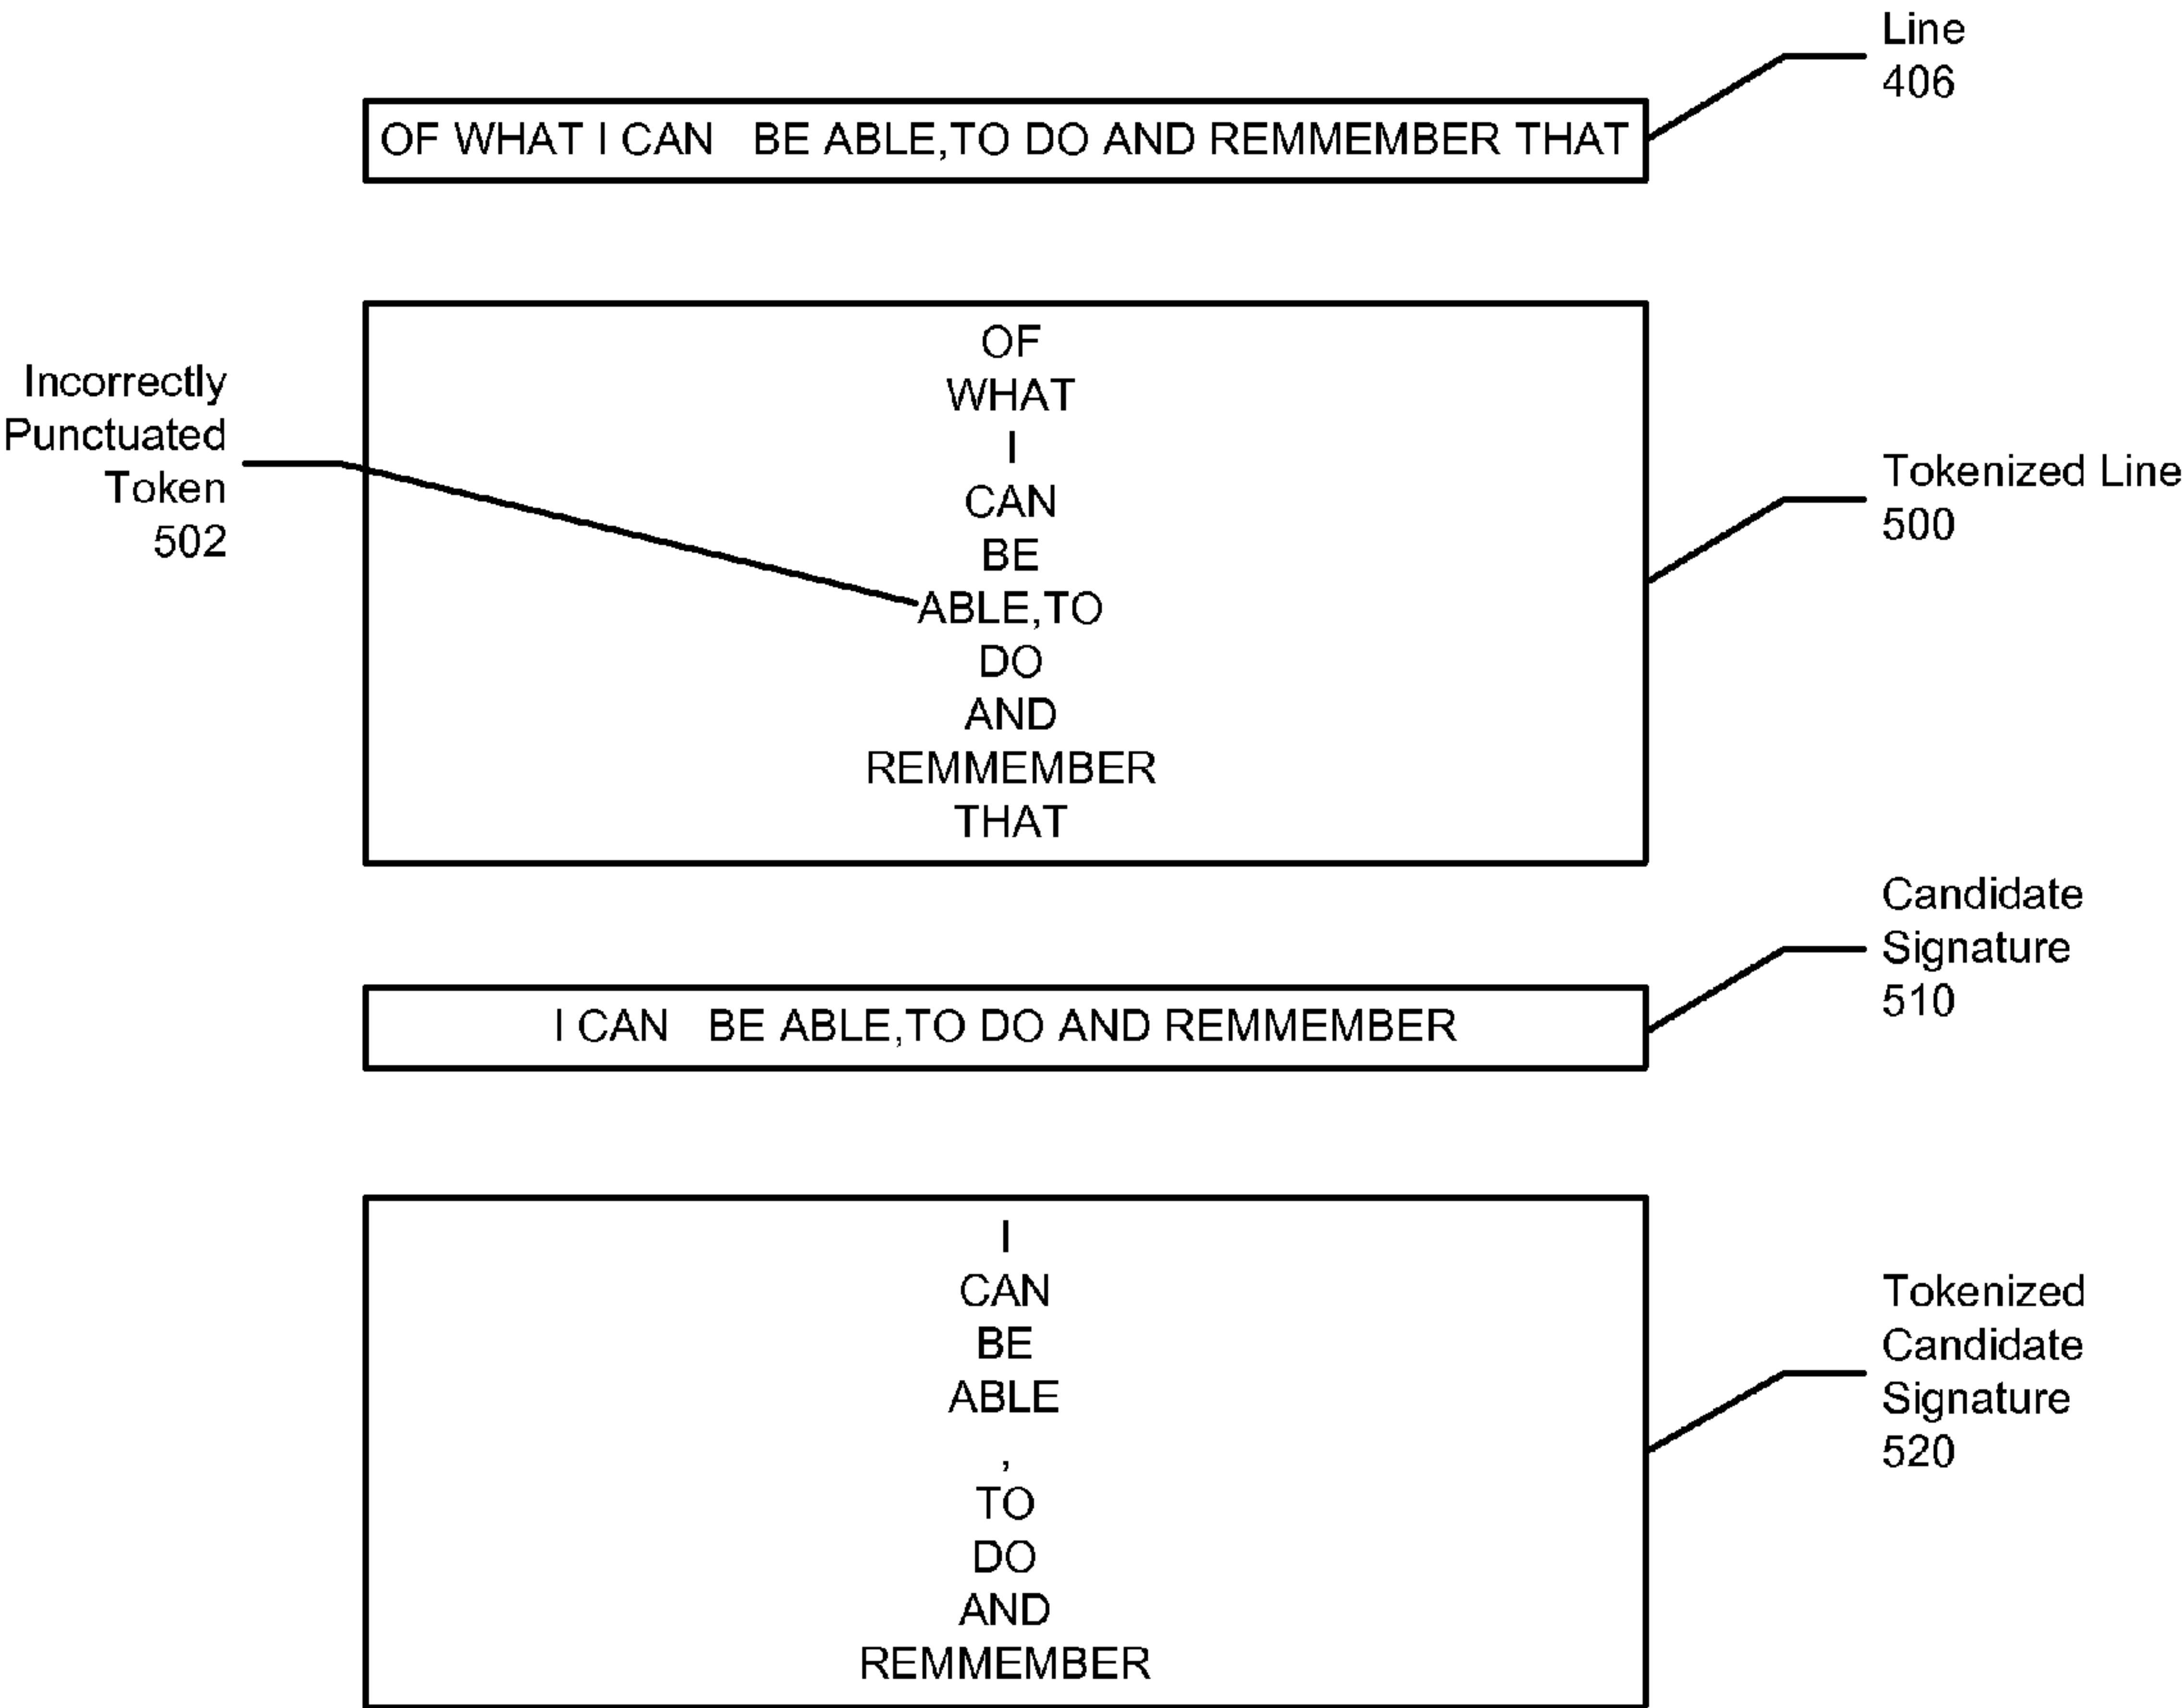 Line
406
OF WHAT I CAN   BE ABLE,TO DO AND REMMEMBER THAT
Incorrectly
Punctuated
Token
502
OF
WHAT
I
CAN
BE
ABLE,TO
DO
AND
REMMEMBER
THAT
Tokenized Line
500
Candidate
Signature
510
I CAN   BE ABLE,TO DO AND REMMEMBER
I
CAN
BE
ABLE
,
TO
DO
AND
REMMEMBER
Tokenized
Candidate
Signature
520